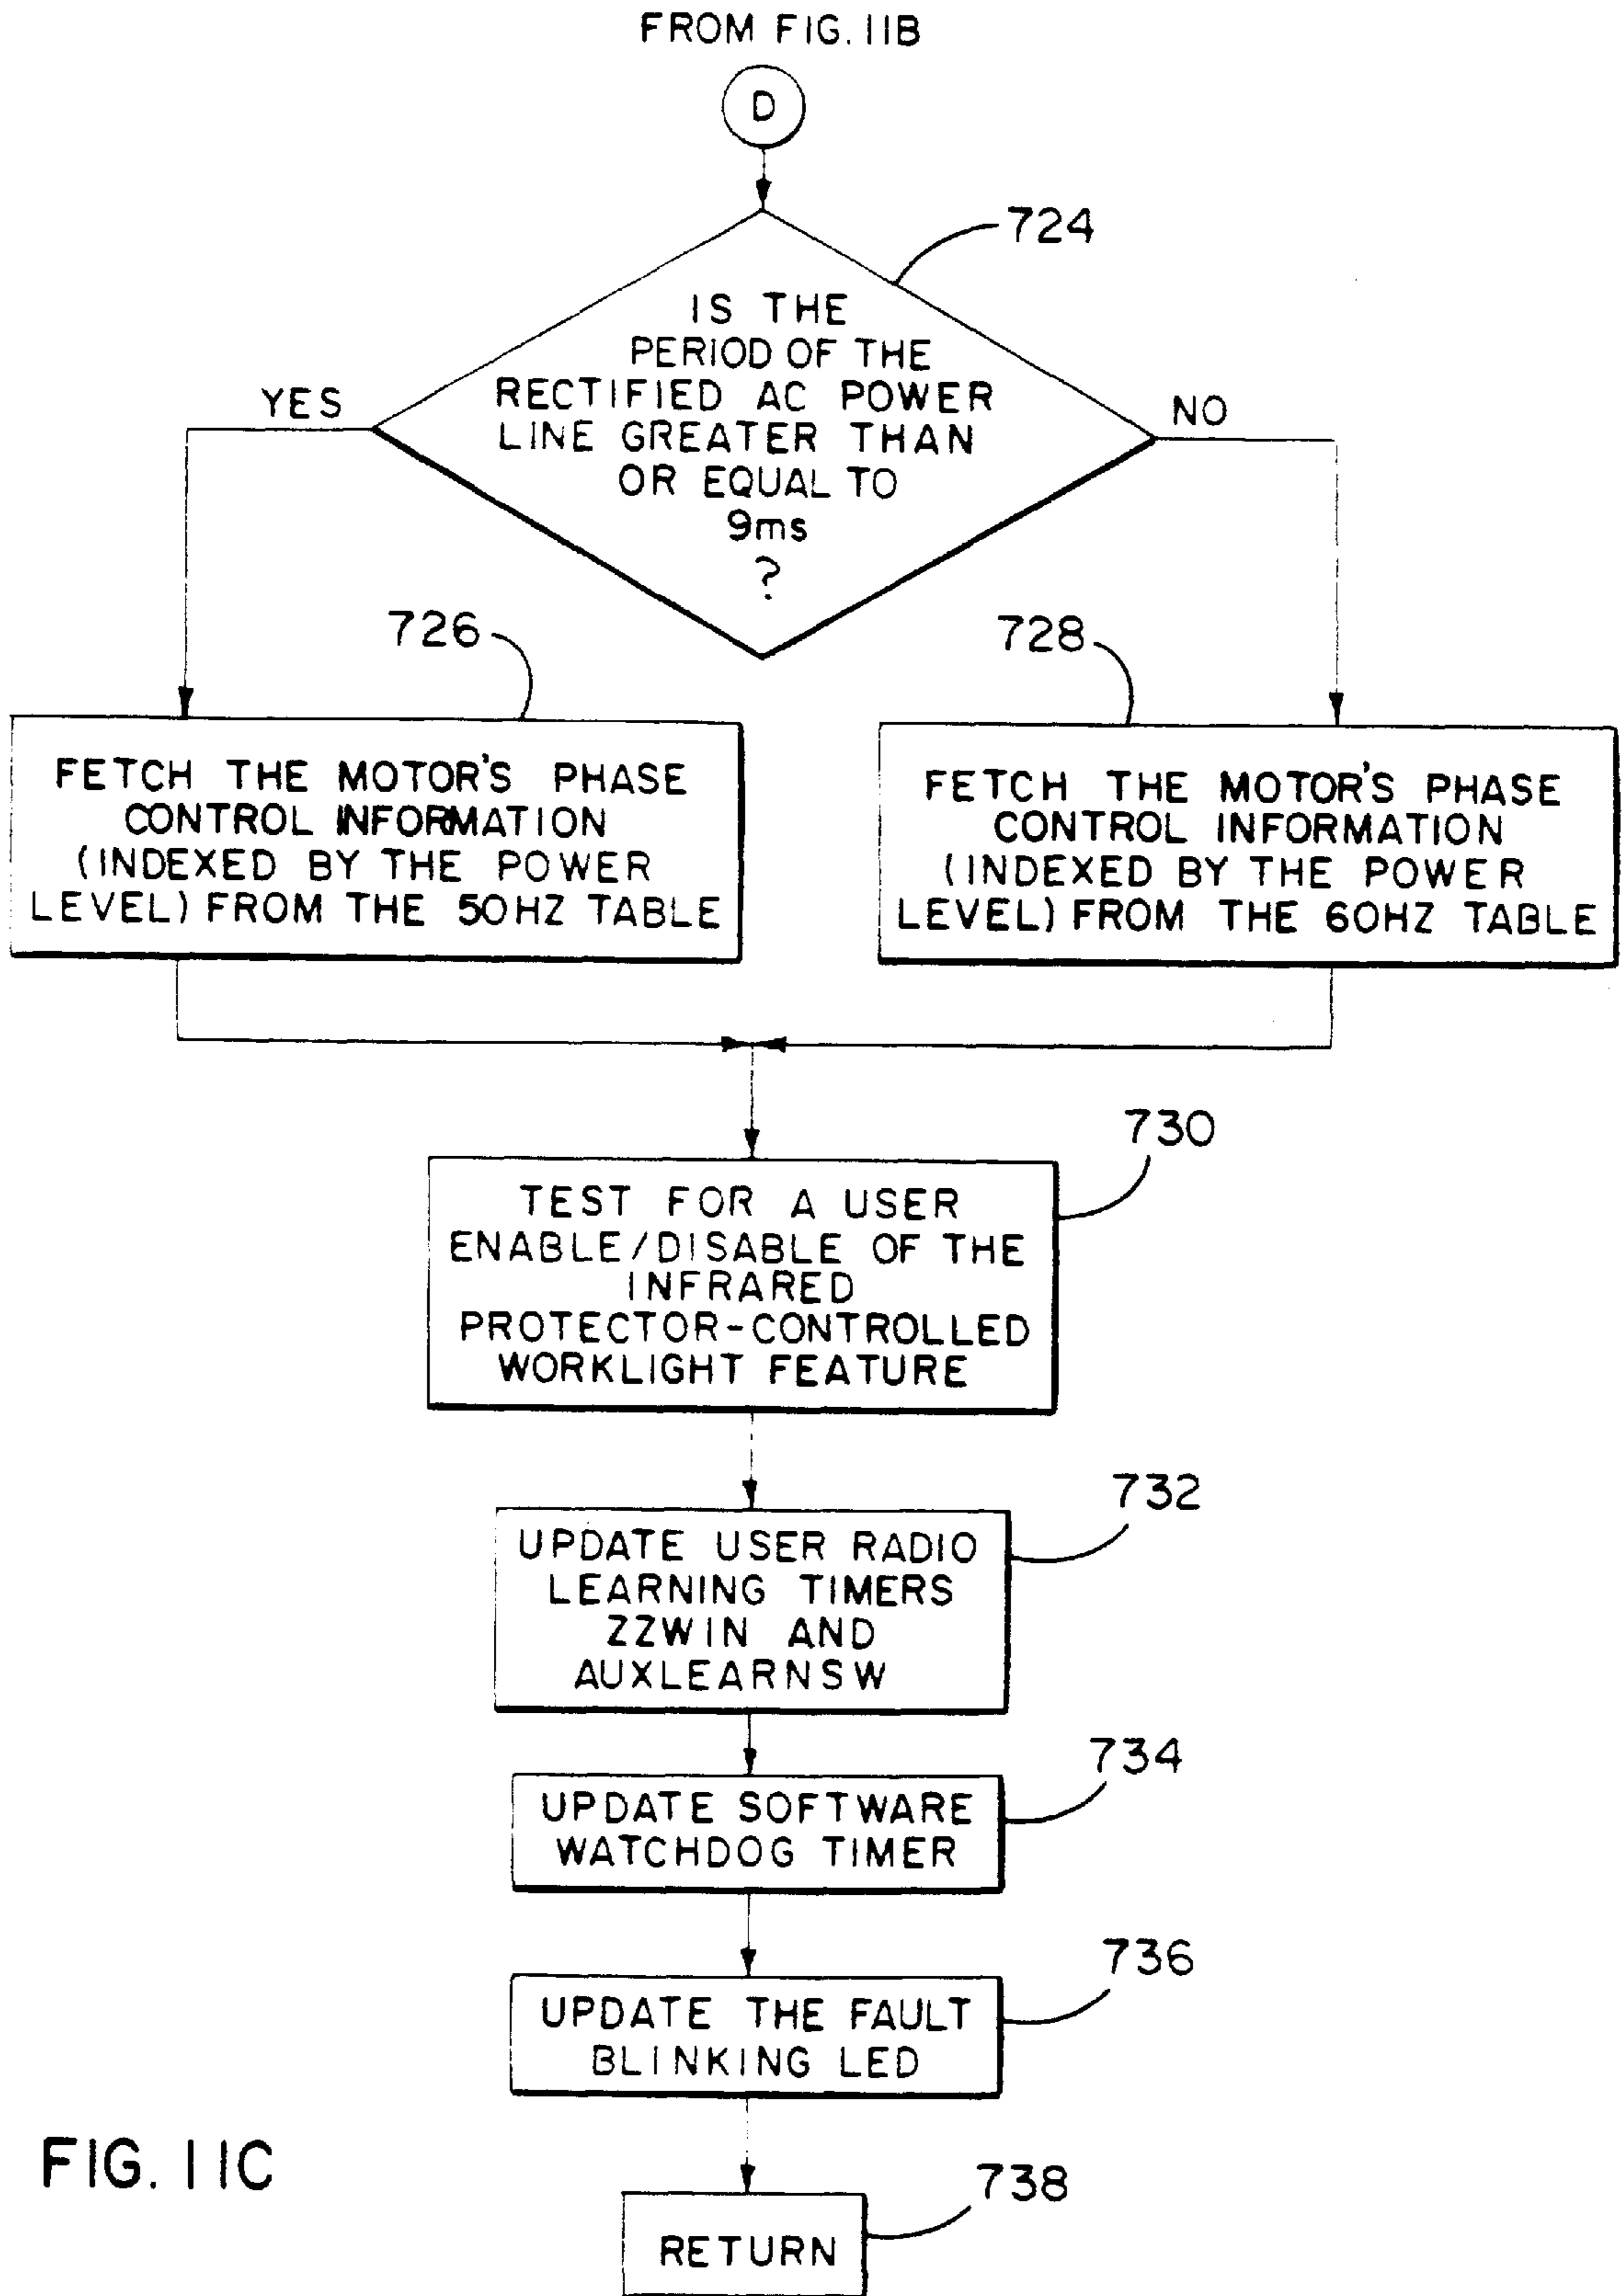 FROM FIG. 11B
D
724
IS THE
PERIOD OF THE
RECTIFIED AC POWER
LINE GREATER THAN
OR EQUAL TO
9ms
?
YES
NO
726
728
FETCH THE MOTOR'S PHASE
CONTROL INFORMATION
(INDEXED BY THE POWER
LEVEL) FROM THE 50HZ TABLE
FETCH THE MOTOR'S PHASE
CONTROL INFORMATION
(INDEXED BY THE POWER
LEVEL) FROM THE 60HZ TABLE
730
TEST FOR A USER
ENABLE/DISABLE OF THE
INFRARED
PROTECTOR-CONTROLLED
WORKLIGHT FEATURE
732
UPDATE USER RADIO
LEARNING TIMERS
ZZWIN AND
AUXLEARNSW
734
UPDATE SOFTWARE
WATCHDOG TIMER
736
UPDATE THE FAULT
BLINKING LED
738
RETURN
FIG. 11C